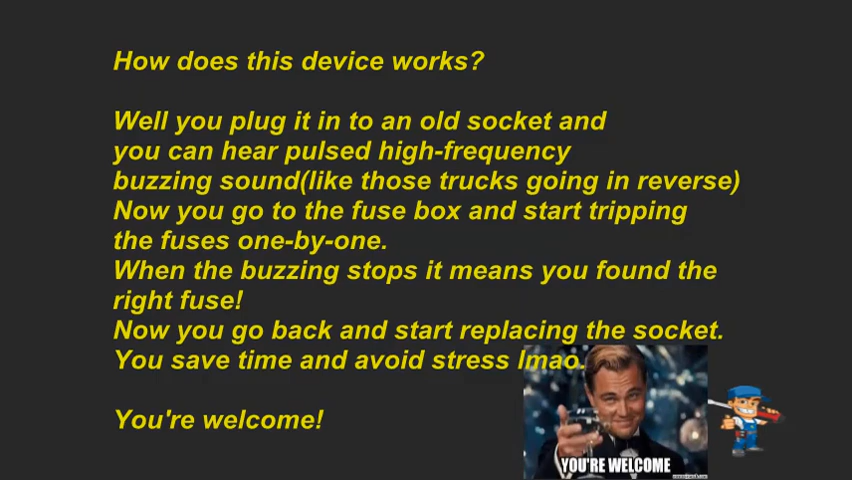 How does this device works?
Well you plug it in to an old socket and
you can hear pulsed high-frequency
buzzing sound(like those trucks going in reverse)
Now you go to the fuse box and start tripping
the fuses one-by-one.
When the buzzing stops it means you found the
right fuse!
Now you go back and start replacing the socket.
You save time and avoid stress lmao.
You're welcome!
YOU'RE WELCOME